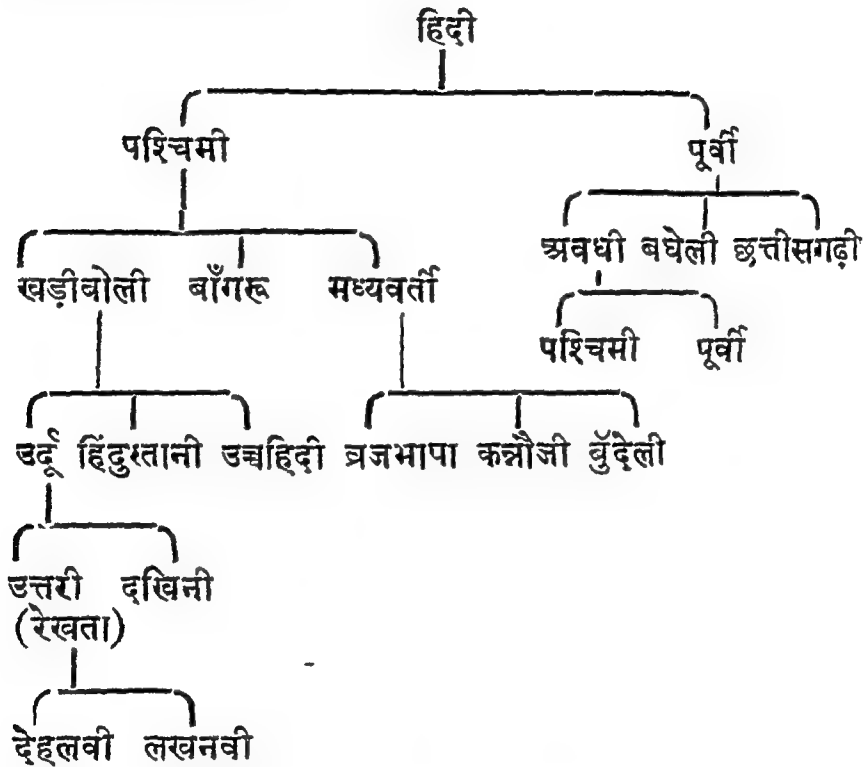 हिंदी
पश्चिमी पूर्वी
अवधी बघेली छत्तीसगढ़ी
खड़ीबोली बाँगरू मध्यवर्ती
पश्चिमी पूर्वी
उर्दू हिंदुस्तानी उच्चहिंदी व्रजभाषा कन्नौजी बुँदेली
उत्तरी दखिनी
(रेखता)
देहलवी लखनवी